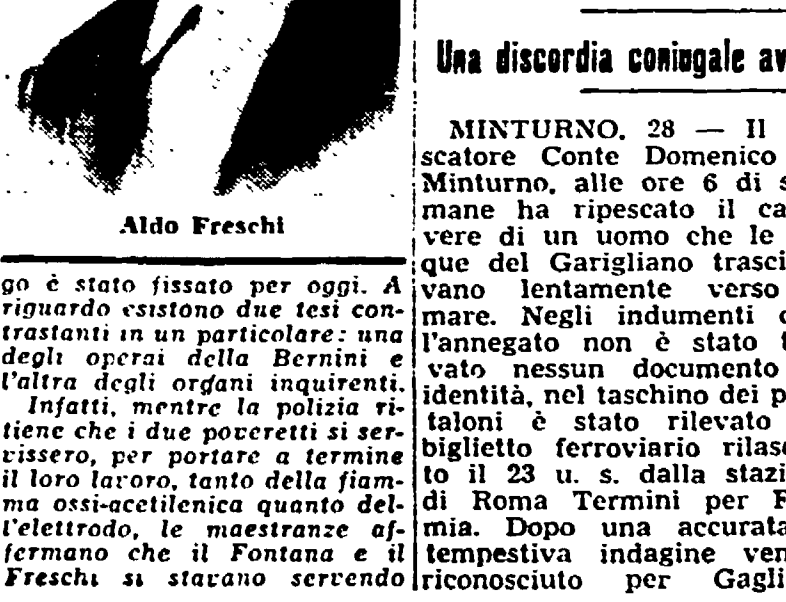 Aldo Freschi
go è stato fissato per oggi. A
riguardo esistono due tesi con-
trastanti in un particolare: una
degli operai della Bernini e
l'altra degli organi inquirenti.
Infatti, mentre la polizia ri-
tiene che i due poveretti si ser-
vissero, per portare a termine
il loro lavoro, tanto della fiam-
ma ossi-acetilenica quanto del-
l'elettrodo, le maestranze af-
fermano che il Fontana e il
Freschi si stavano servendo
Una discordia coniugale av
MINTURNO, 28 — Il
scatore Conte Domenico
Minturno, alle ore 6 di s
mane ha ripescato il ca
vere di un uomo che le
que del Garigliano trasci
vano lentamente verso
mare. Negli indumenti d
l'annegato non è stato t
vato nessun documento
identità, nel taschino dei p
taloni è stato rilevato
biglietto ferroviario rilasc
to il 23 u. s. dalla stazi
di Roma Termini per F
mia. Dopo una accurata
tempestiva indagine ven
riconosciuto per Gagli